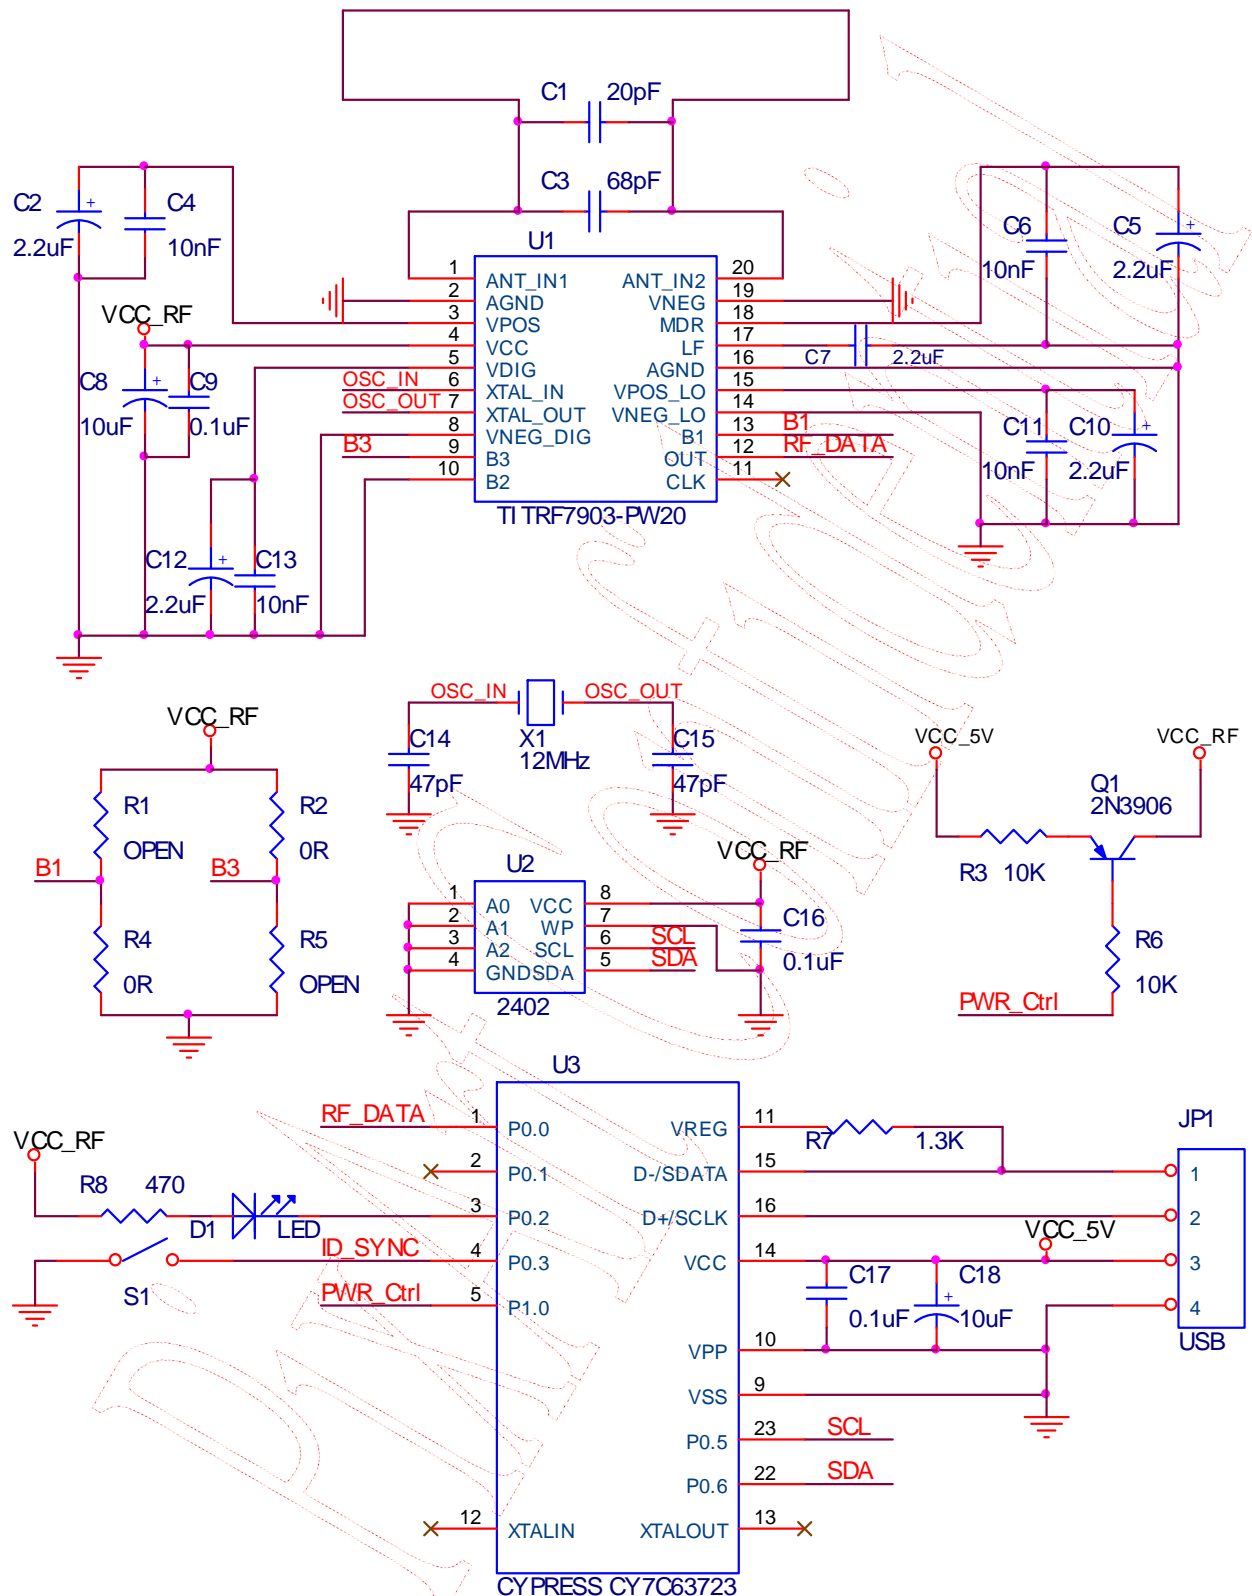 C1 20pF
C3 68pF
C2 2.2uF
C4 10nF
C6 10nF
C5 2.2uF
U1
1 ANT_IN1 ANT_IN2 20
2 AGND VNEG 19
3 VPOS MDR 18
4 VCC LF 17
5 VDIG AGND 16
6 XTAL_IN VPOS_LO 15
7 XTAL_OUT VNEG_LO 14
8 VNEG_DIG B1 13
9 B3 OUT 12
10 B2 CLK 11
TI TRF7903-PW20
VCC_RF
C8 10uF
C9 0.1uF
OSC_IN
OSC_OUT
B3
C7 2.2uF
B1
RF_DATA
C11 10nF
C10 2.2uF
C12 2.2uF
C13 10nF
VCC_RF
R1 OPEN
R2 0R
B1
B3
R4 0R
R5 OPEN
OSC_IN
OSC_OUT
C14 47pF
X1 12MHz
C15 47pF
U2
1 A0 VCC 8
2 A1 WP 7
3 A2 SCL 6
4 GND SDA 5
2402
VCC_RF
SCL
SDA
C16 0.1uF
VCC_5V
VCC_RF
Q1
2N3906
R3 10K
R6 10K
PWR_Ctrl
U3
RF_DATA 1 P0.0
2 P0.1
3 P0.2
ID_SYNC 4 P0.3
PWR_Ctrl 5 P1.0
12 XTALIN
VREG 11
D-/SDATA 15
D+/SCLK 16
VCC 14
VPP 10
VSS 9
P0.5 23 SCL
P0.6 22 SDA
XTALOUT 13
CYPRESS CY7C63723
VCC_RF
R8 470
D1 LED
S1
R7 1.3K
VCC_5V
C17 0.1uF
C18 10uF
JP1
1
2
3
4
USB